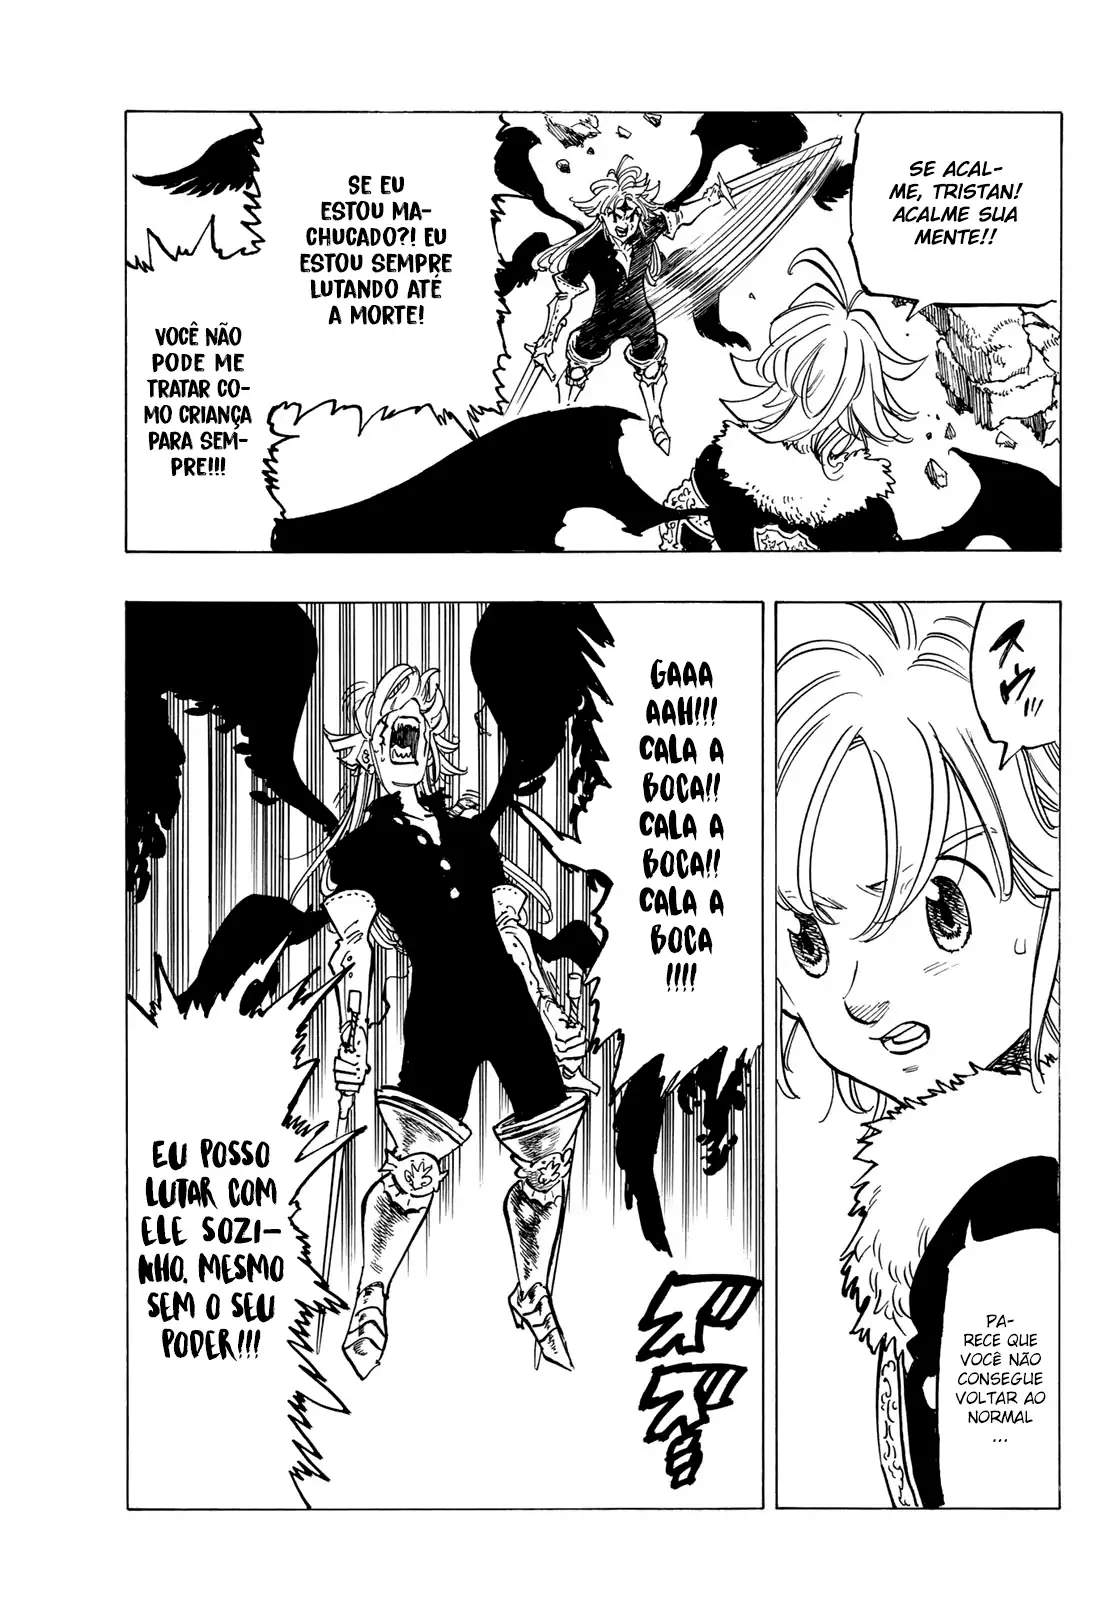 SE ACAL-
ME, TRISTAN!
ACALME SUA
MENTE!!
SE EU
ESTOU MA-
CHUCADO?! EU
ESTOU SEMPRE
LUTANDO ATÉ
A MORTE!
VOCÊ NÃO
PODE ME
TRATAR CO-
MO CRIANÇA
PARA SEM-
PRE!!!
PA-
RECE QUE
VOCÊ NÃO
CONSEGUE
VOLTAR AO
NORMAL
...
GAAA
AAH!!!
CALA A
BOCA!!
CALA A
BOCA!!
CALA A
BOCA
!!!!
EU POSSO
LUTAR COM
ELE SOZI-
NHO, MESMO
SEM O SEU
PODER!!!